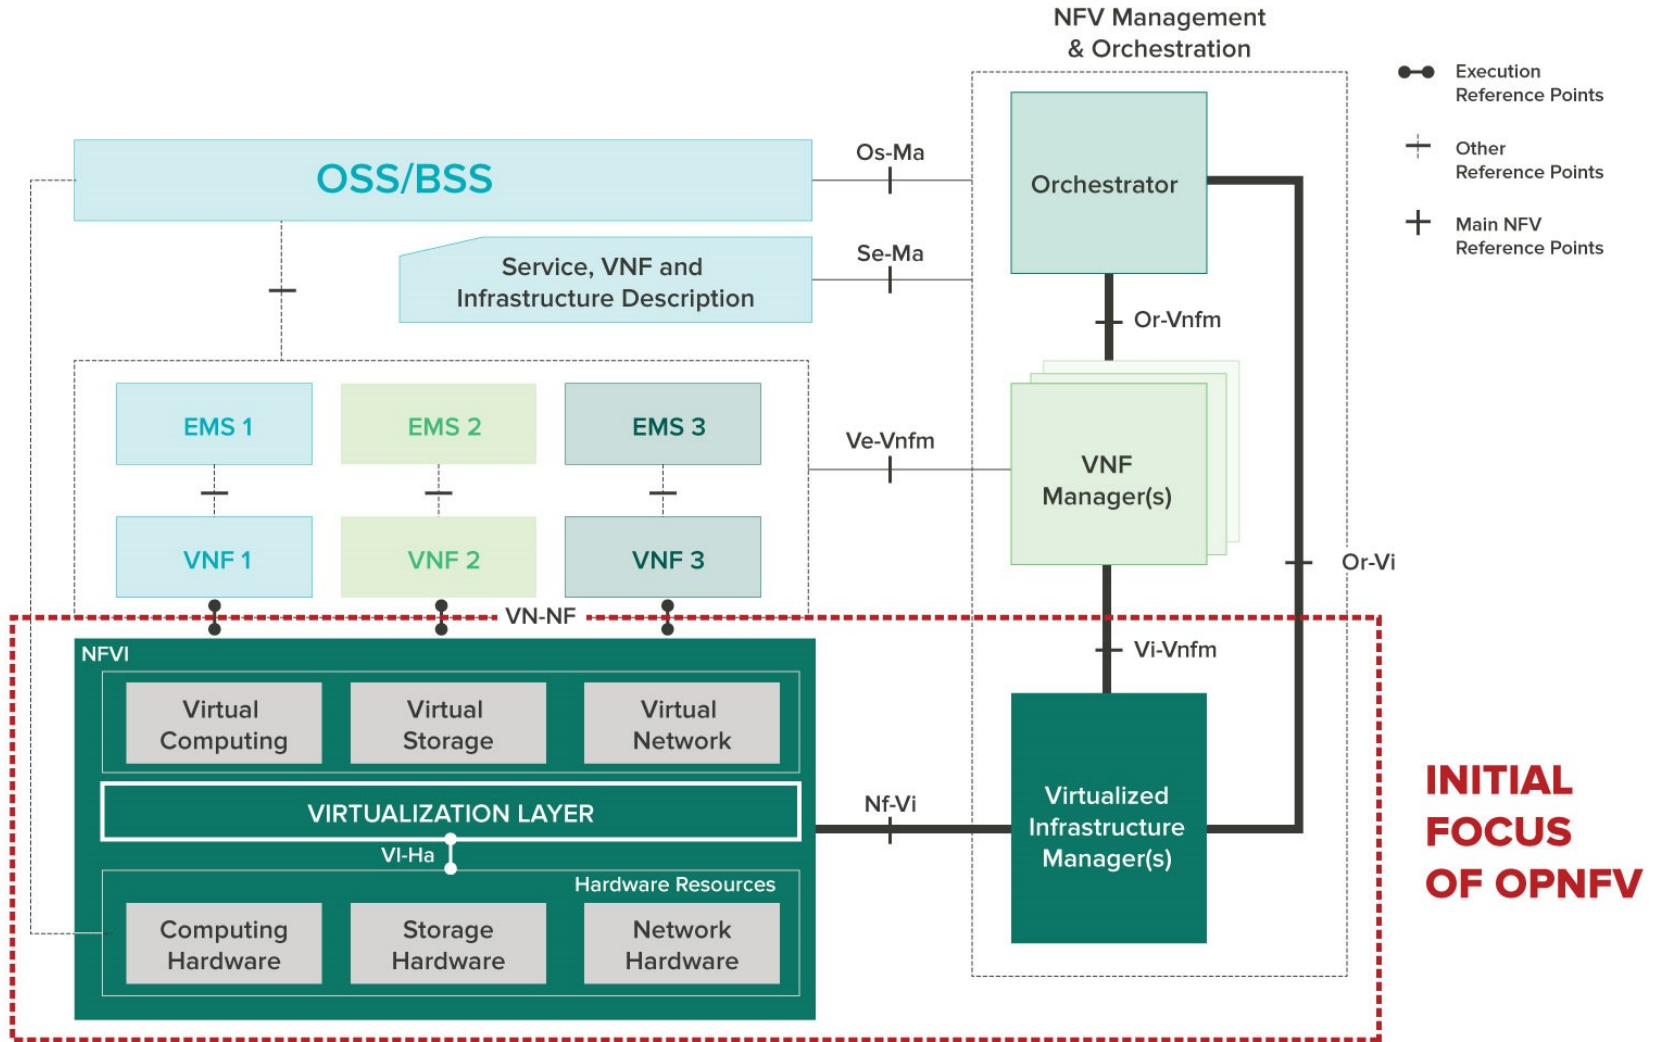 NFV Management
& Orchestration
Execution
Reference Points
Other
Reference Points
Main NFV
Reference Points
OSS/BSS
Os-Ma
Orchestrator
Service, VNF and
Infrastructure Description
Se-Ma
Or-Vnfm
EMS 1
EMS 2
EMS 3
Ve-Vnfm
VNF
Manager(s)
VNF 1
VNF 2
VNF 3
Or-Vi
VN-NF
NFVI
Vi-Vnfm
Virtual
Computing
Virtual
Storage
Virtual
Network
VIRTUALIZATION LAYER
Nf-Vi
Virtualized
Infrastructure
Manager(s)
VI-Ha
Hardware Resources
Computing
Hardware
Storage
Hardware
Network
Hardware
INITIAL
FOCUS
OF OPNFV